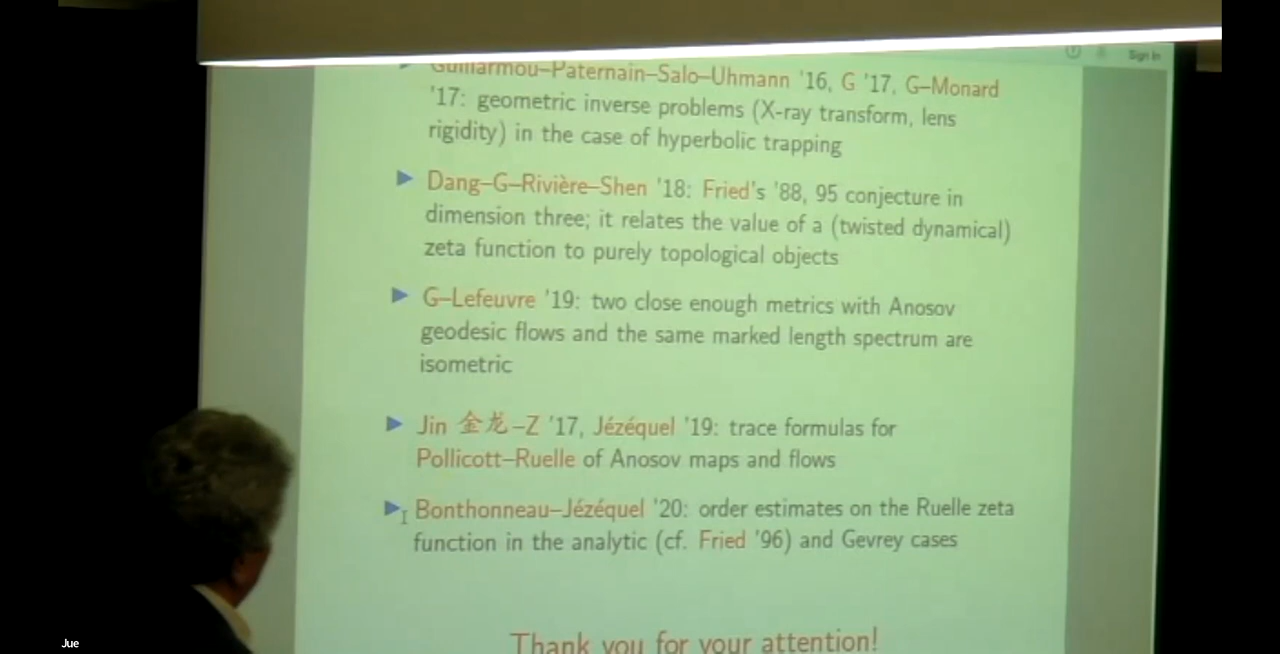 Sign In
Guillarmou–Paternain–Salo–Uhlmann '16, G '17, G–Monard
'17: geometric inverse problems (X-ray transform, lens
rigidity) in the case of hyperbolic trapping
Dang–G–Rivière–Shen '18: Fried's '88, 95 conjecture in
dimension three; it relates the value of a (twisted dynamical)
zeta function to purely topological objects
G–Lefeuvre '19: two close enough metrics with Anosov
geodesic flows and the same marked length spectrum are
isometric
Jin 金龙–Z '17, Jézéquel '19: trace formulas for
Pollicott–Ruelle of Anosov maps and flows
Bonthonneau–Jézéquel '20: order estimates on the Ruelle zeta
function in the analytic (cf. Fried '96) and Gevrey cases
Thank you for your attention!
Jue